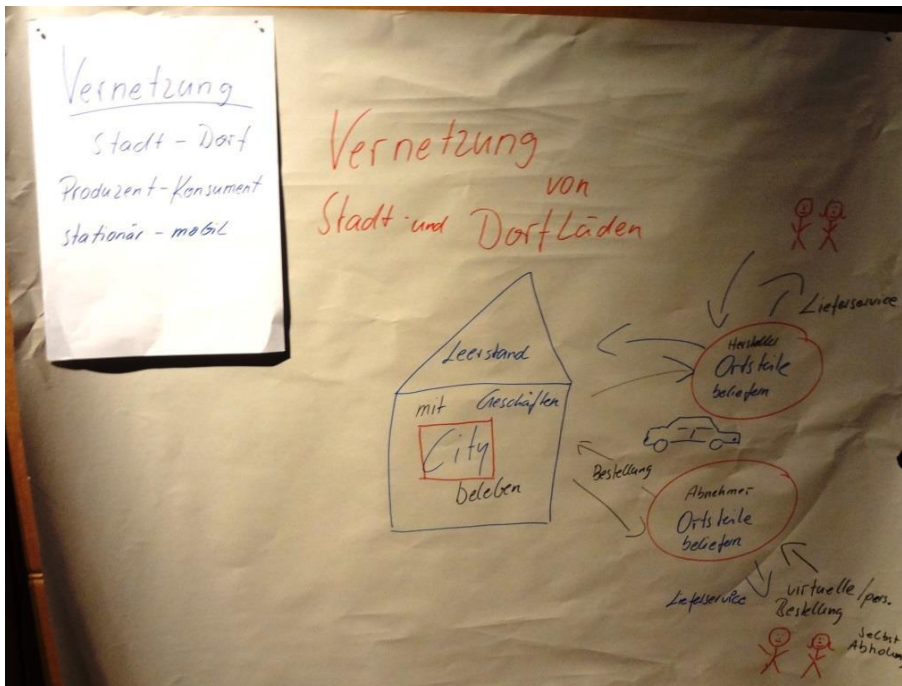 Vernetzung
Stadt - Dorf
Produzent - Konsument
stationär - mobil
Vernetzung
von
Stadt- und Dorfläden
Lieferservice
Hersteller
Ortsteile
beliefern
Leerstand
mit Geschäften
City
beleben
Bestellung
Abnehmer
Ortsteile
beliefern
Lieferservice
virtuelle/pers.
Bestellung
Selbst
Abholung